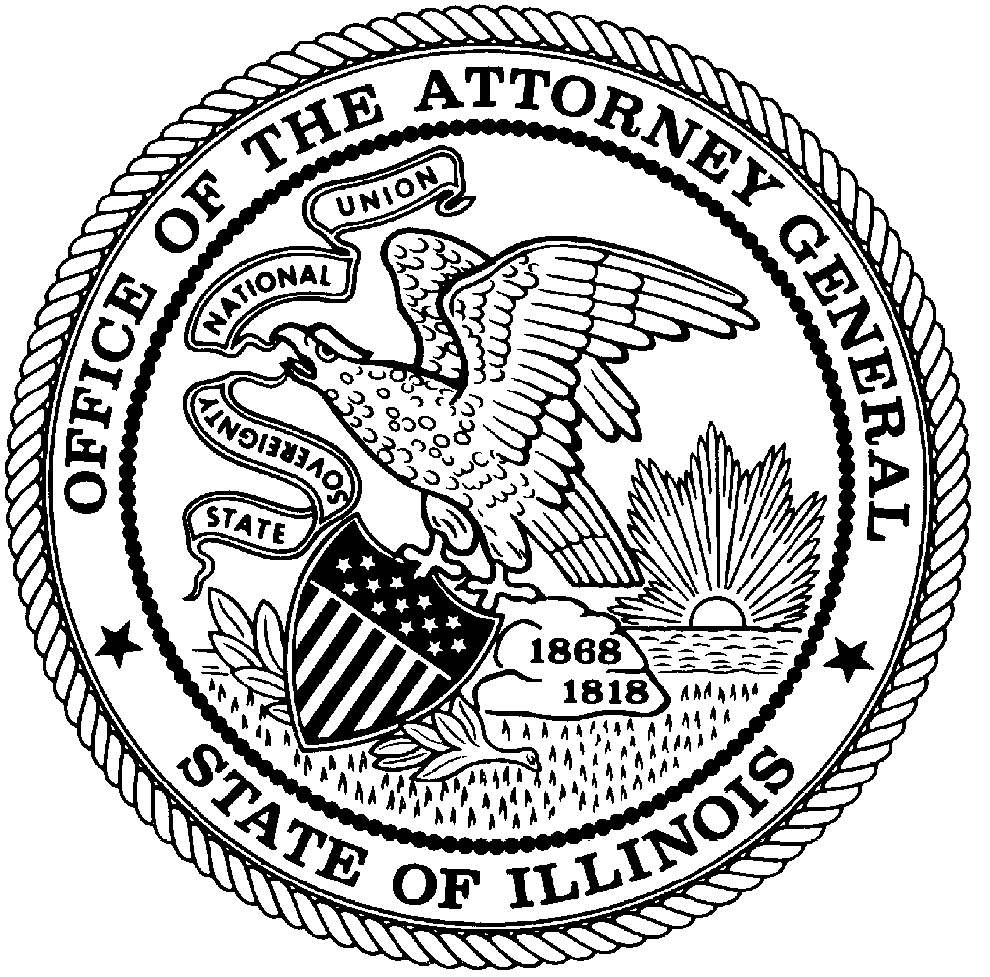 OFFICE OF THE ATTORNEY GENERAL
UNION
NATIONAL
SOVEREIGNTY
STATE
1868
1818
STATE OF ILLINOIS